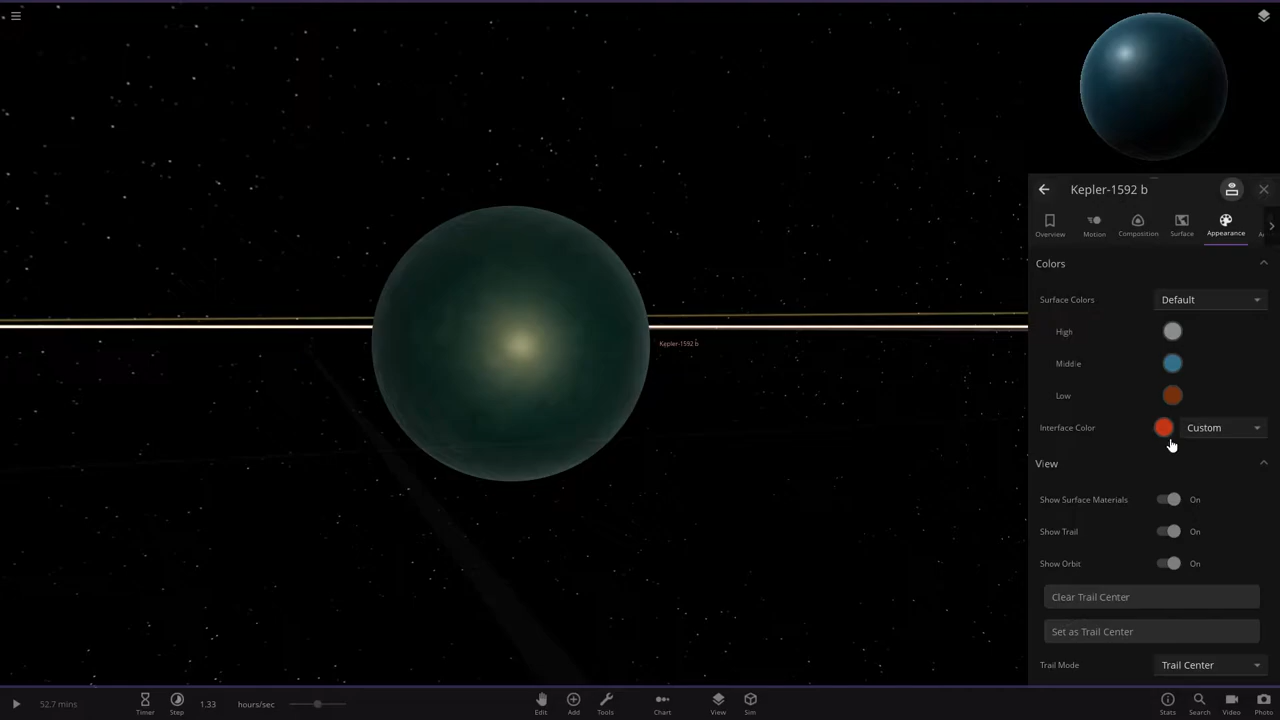 Kepler-1592 b
Overview
Motion
Composition
Surface
Appearance
Colors
Surface Colors
Default
High
Middle
Low
Kepler-1592 b
Interface Color
Custom
View
Show Surface Materials
On
Show Trail
On
Show Orbit
On
Clear Trail Center
Set as Trail Center
Trail Mode
Trail Center
52.7 mins
Timer
Step
1.33
hours/sec
Edit
Add
Tools
Chart
View
Sim
Stats
Search
Video
Photo